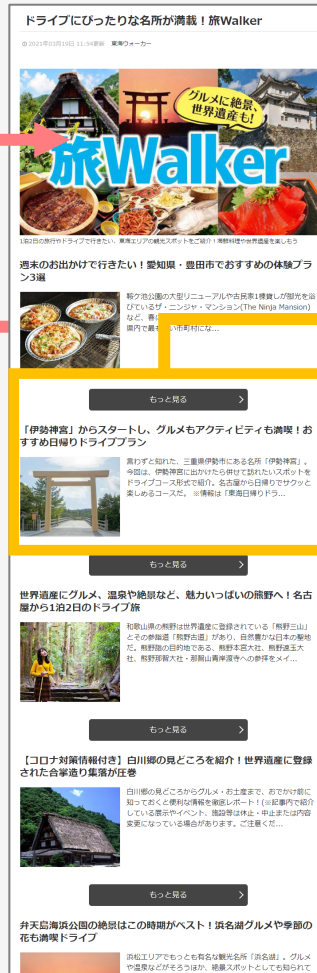 ドライブにぴったりな名所が満載！旅Walker
2021年03月19日 11:54更新 東海ウォーカー
グルメに絶景、
世界遺産も!
旅Walker
1泊2日の旅行やドライブで行きたい、東海エリアの観光スポットをご紹介！海鮮料理や世界遺産を楽しもう
週末のお出かけで行きたい！愛知県・豊田市でおすすめの体験プラ
ン3選
鞍ケ池公園の大型リニューアルや古民家1棟貸しが脚光を浴
びているザ・ニンジャ・マンション(The Ninja Mansion)
など、春に
県内で最も い市町村にな...
もっと見る
「伊勢神宮」からスタートし、グルメもアクティビティも満喫！お
すすめ日帰りドライブプラン
言わずと知れた、三重県伊勢市にある名所「伊勢神宮」。
今回は、伊勢神宮に出かけたら併せて訪れたいスポットを
ドライブコース形式で紹介。名古屋から日帰りでサクッと
楽しめるコースだ。 ※情報は「東海日帰りドラ...
もっと見る
世界遺産にグルメ、温泉や絶景など、魅力いっぱいの熊野へ！名古
屋から1泊2日のドライブ旅
和歌山県の熊野は世界遺産に登録されている「熊野三山」
とその参詣道「熊野古道」があり、自然豊かな日本の聖地
だ。熊野詣の目的地である、熊野本宮大社、熊野速玉大
社、熊野那智大社・那智山青岸渡寺への参拝をメイ...
もっと見る
【コロナ対策情報付き】白川郷の見どころを紹介！世界遺産に登録
された合掌造り集落が圧巻
白川郷の見どころからグルメ・お土産まで、おでかけ前に
知っておくと便利な情報を徹底レポート！(※記事内で紹介
している展示やイベント、施設等は休止・中止または内容
変更になっている場合があります。ご注意くだ...
もっと見る
弁天島海浜公園の絶景はこの時期がベスト！浜名湖グルメや季節の
花も満喫ドライブ
浜松エリアでもっとも有名な観光名所「浜名湖」。グルメ
や温泉などがそろうほか、絶景スポットとしても知られて